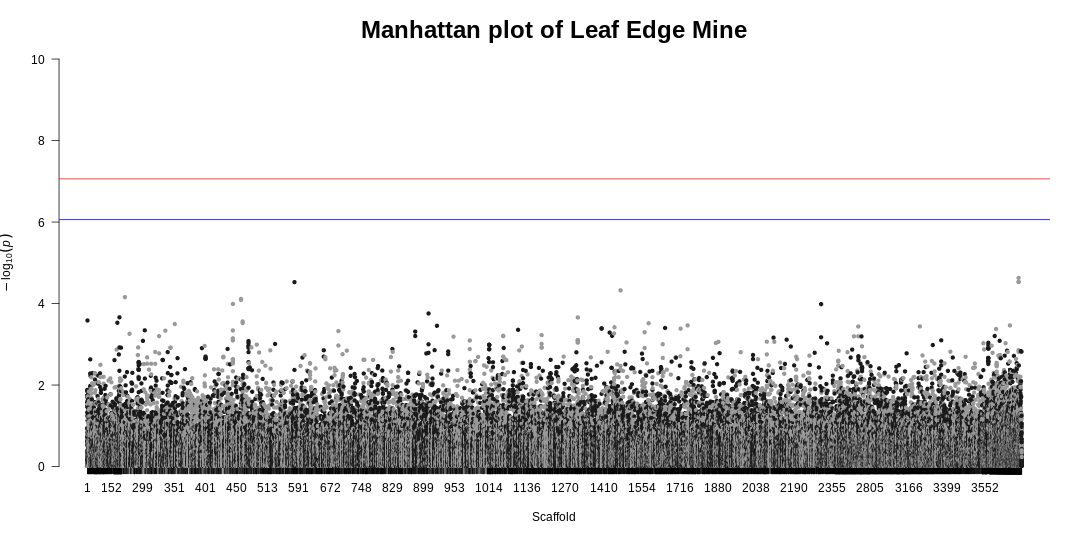 Manhattan plot of Leaf Edge Mine
10
8
6
4
2
0
− log10(p)
1 152 299 351 401 450 513 591 672 748 829 899 953 1014 1136 1270 1410 1554 1716 1880 2038 2190 2355 2805 3166 3399 3552
Scaffold